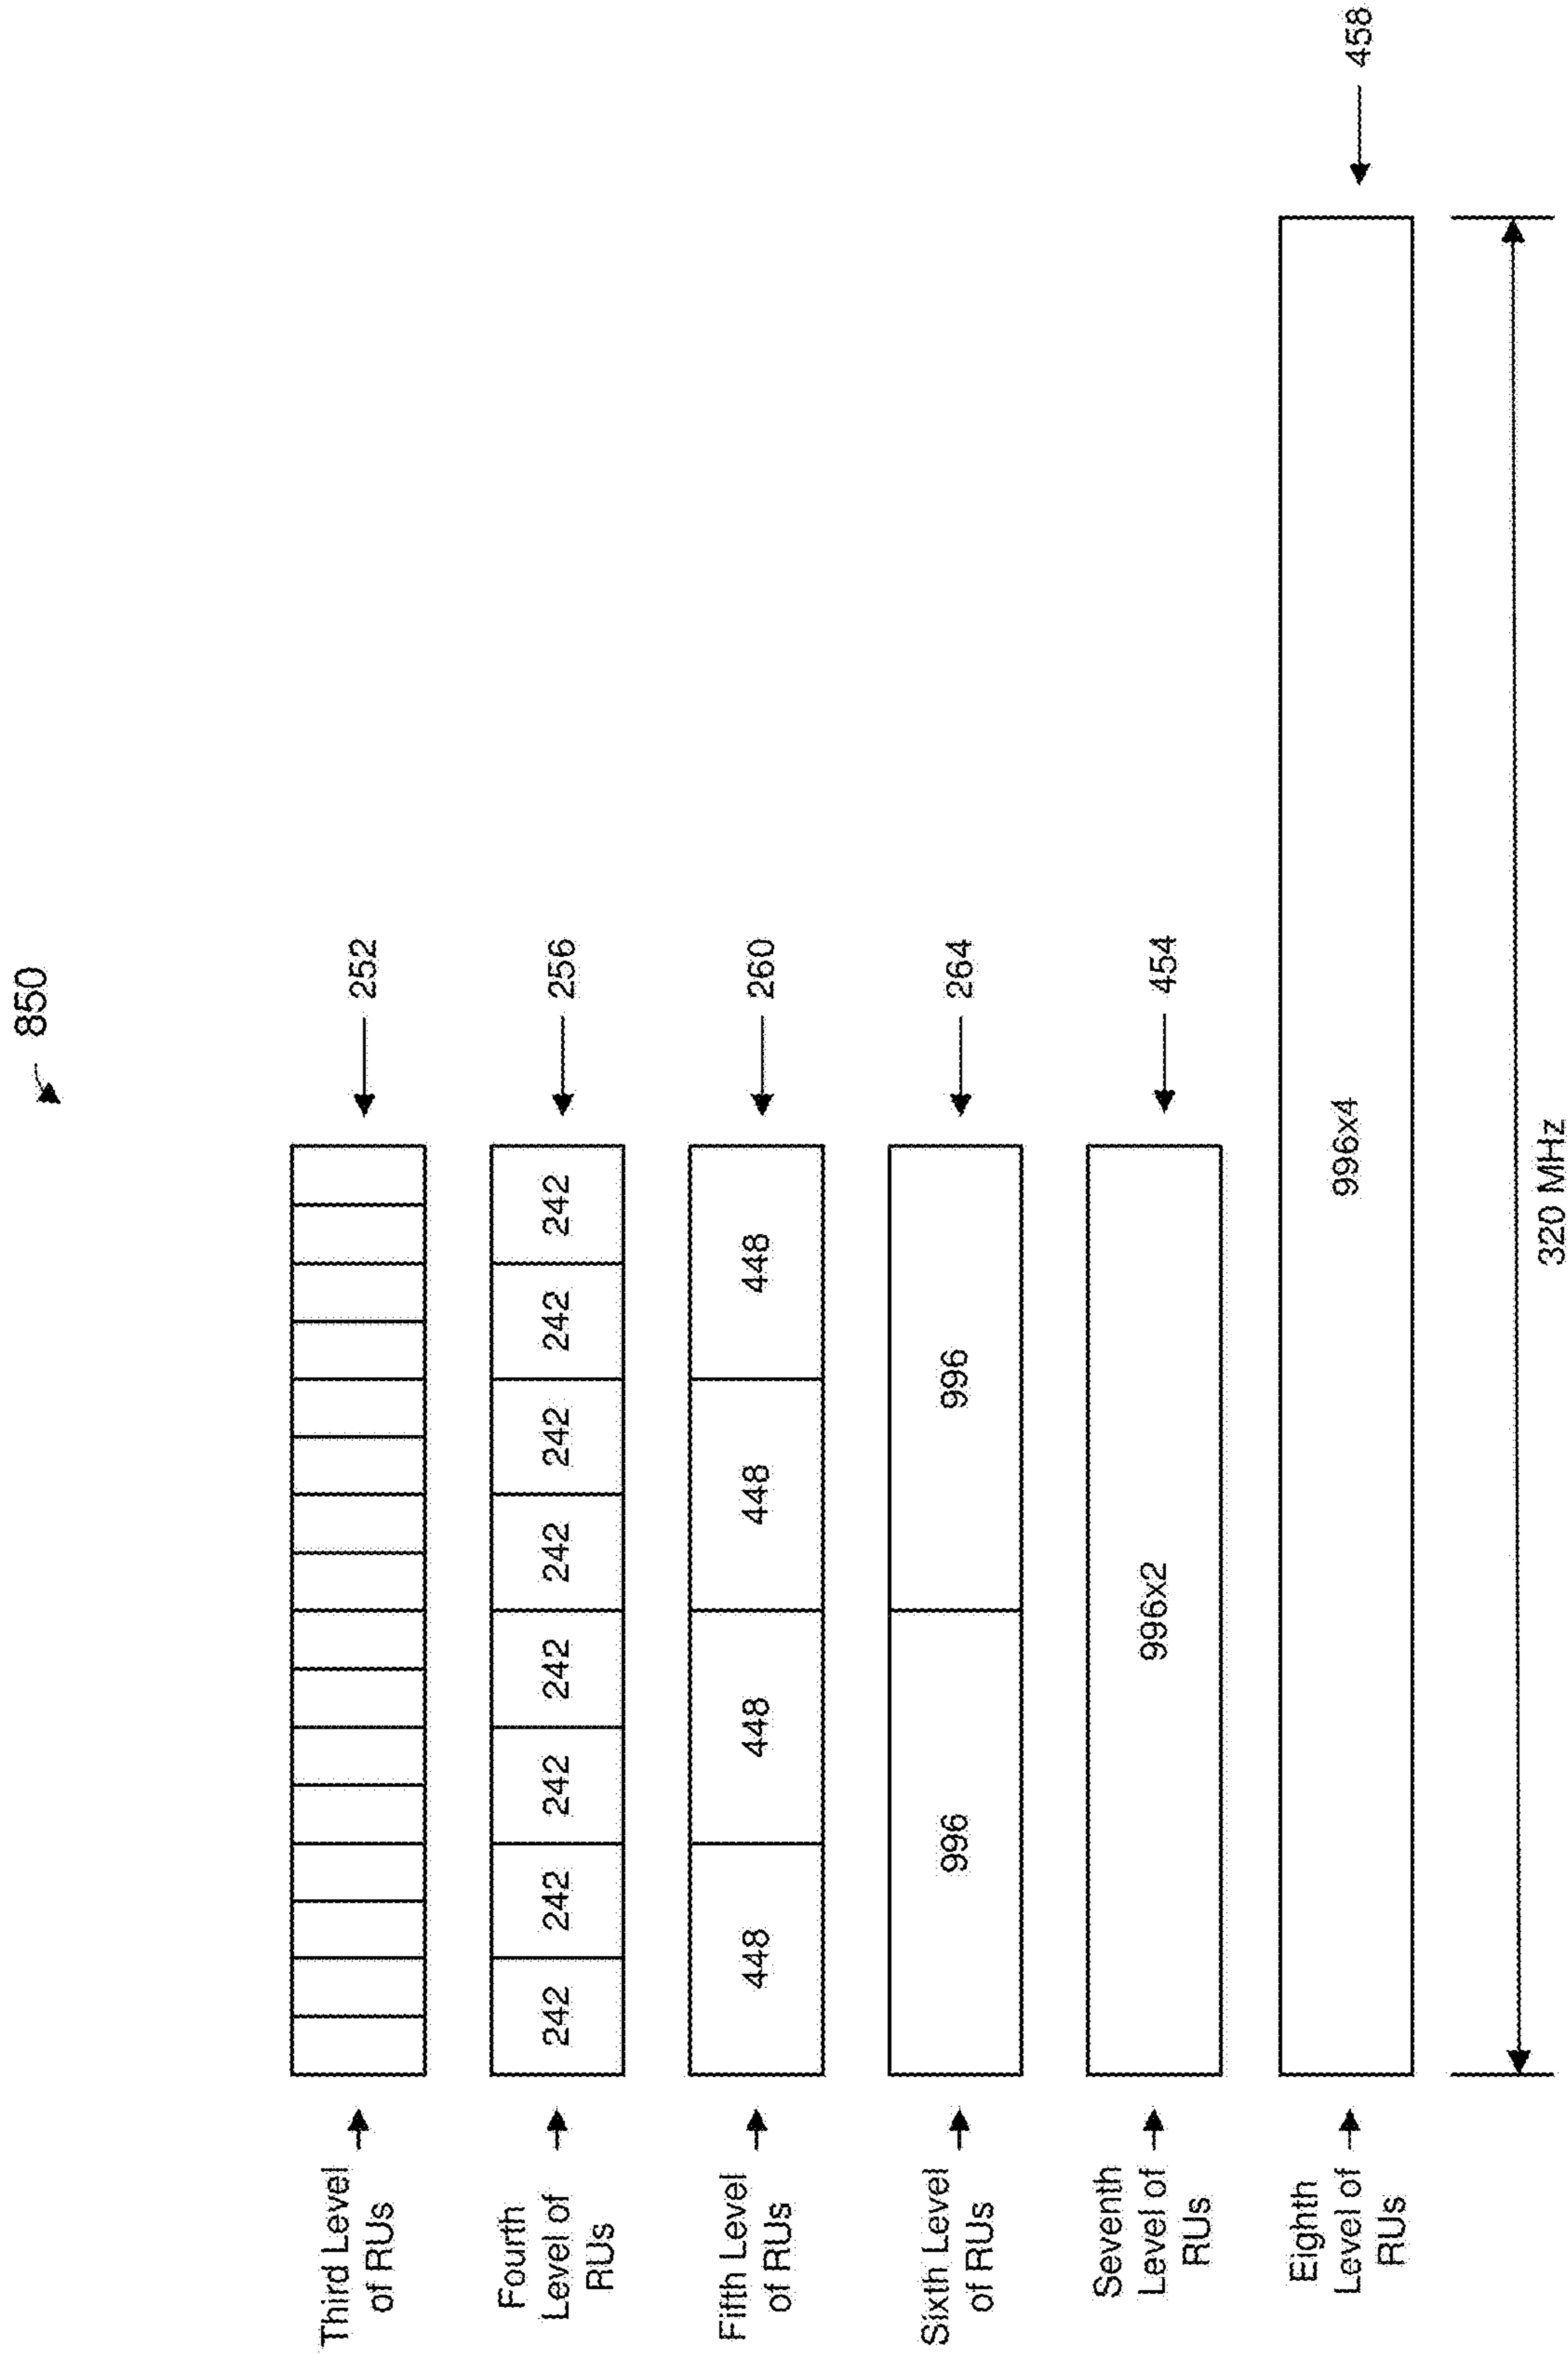 850
Third Level
of RUs
252
Fourth
Level of
RUs
242
242
242
242
242
242
242
242
256
Fifth Level
of RUs
448
448
448
448
260
Sixth Level
of RUs
996
996
264
Seventh
Level of
RUs
996x2
454
Eighth
Level of
RUs
996x4
458
320 MHz